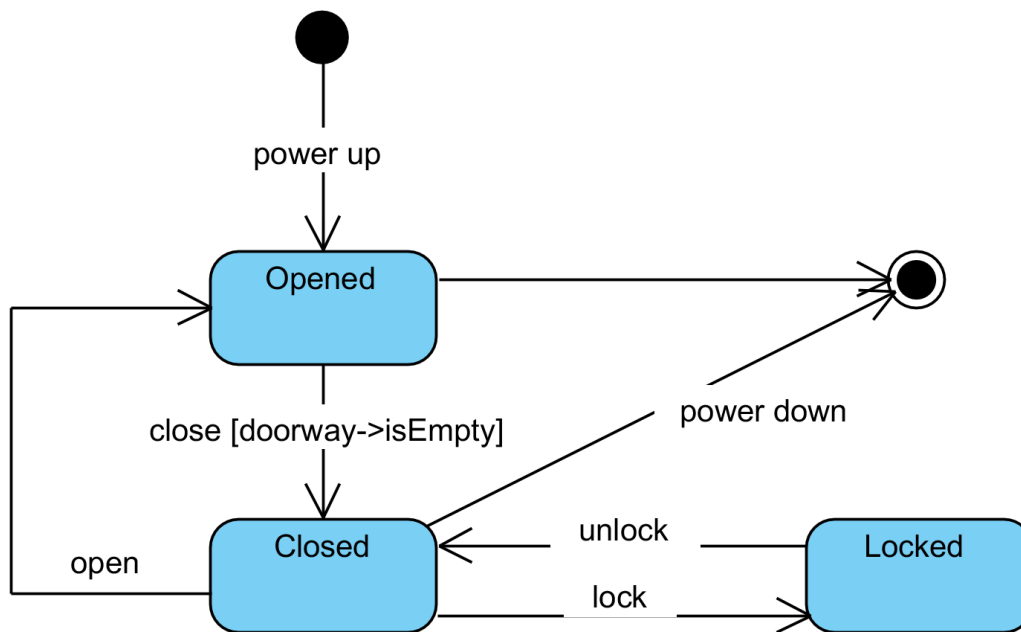 power up
Opened
close [doorway->isEmpty]
power down
Closed
unlock
Locked
open
lock